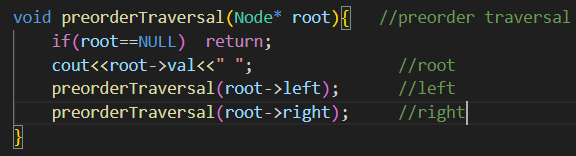 void preorderTraversal(Node* root){   //preorder traversal
    if(root==NULL)  return;
    cout<<root->val<<" ";              //root
    preorderTraversal(root->left);     //left
    preorderTraversal(root->right);    //right
}